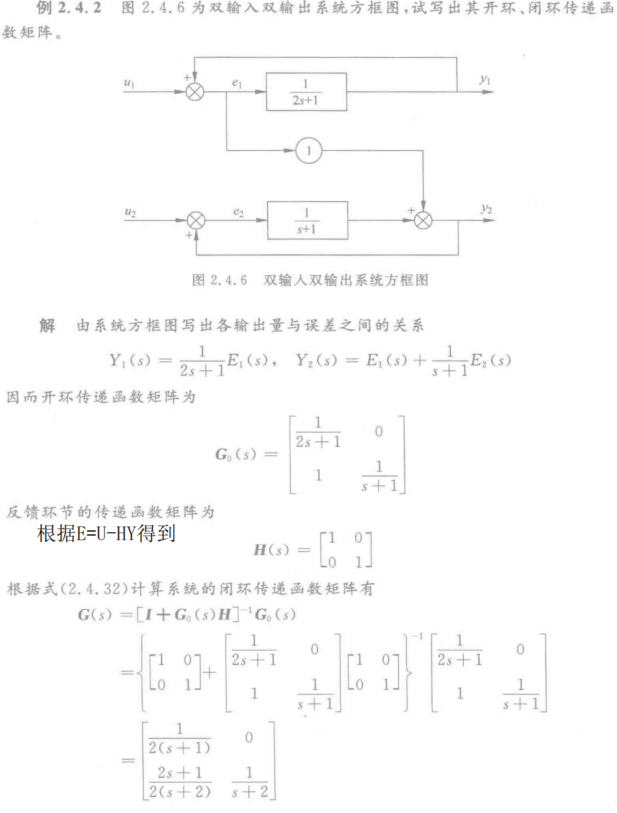 例 2.4.2 图 2.4.6 为双输入双输出系统方框图,试写出其开环、闭环传递函
数矩阵。
u₁ + e₁ 1/(2s+1) y₁
1
u₂ + e₂ 1/(s+1) + y₂
图 2.4.6 双输入双输出系统方框图
解 由系统方框图写出各输出量与误差之间的关系
Y₁(s) = 1/(2s+1) E₁(s), Y₂(s) = E₁(s) + 1/(s+1) E₂(s)
因而开环传递函数矩阵为
G₀(s) = [1/(2s+1) 0; 1 1/(s+1)]
反馈环节的传递函数矩阵为
根据E=U-HY得到
H(s) = [1 0; 0 1]
根据式(2.4.32)计算系统的闭环传递函数矩阵有
G(s) = [I + G₀(s)H]⁻¹G₀(s)
= {[1 0; 0 1] + [1/(2s+1) 0; 1 1/(s+1)] [1 0; 0 1]}⁻¹ [1/(2s+1) 0; 1 1/(s+1)]
= [1/(2(s+1)) 0; (2s+1)/(2(s+2)) 1/(s+2)]